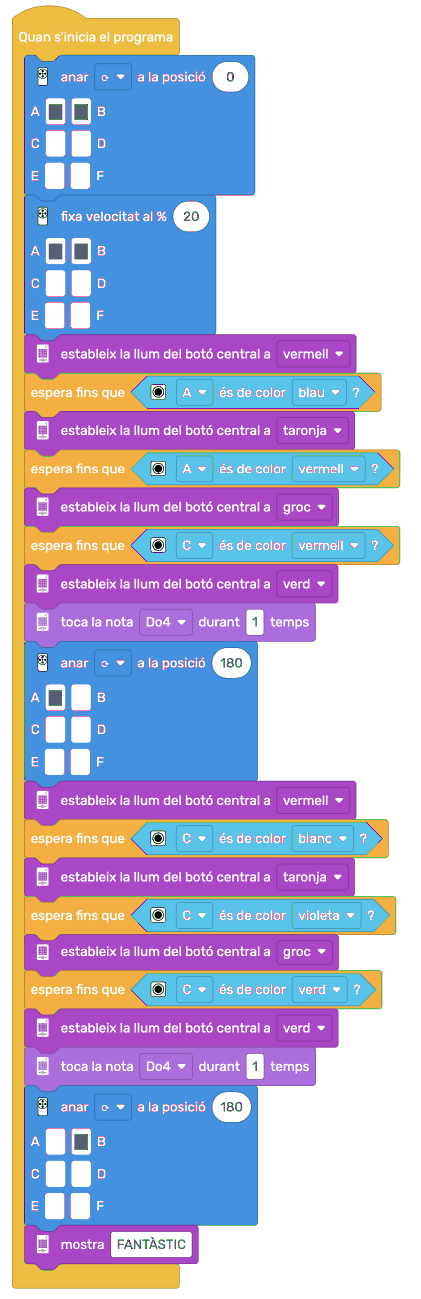 Quan s'inicia el programa
anar a la posició 0
A B
C D
E F
fixa velocitat al % 20
A B
C D
E F
estableix la llum del botó central a vermell
espera fins que A és de color blau ?
estableix la llum del botó central a taronja
espera fins que A és de color vermell ?
estableix la llum del botó central a groc
espera fins que C és de color vermell ?
estableix la llum del botó central a verd
toca la nota Do4 durant 1 temps
anar a la posició 180
A B
C D
E F
estableix la llum del botó central a vermell
espera fins que C és de color blanc ?
estableix la llum del botó central a taronja
espera fins que C és de color violeta ?
estableix la llum del botó central a groc
espera fins que C és de color verd ?
estableix la llum del botó central a verd
toca la nota Do4 durant 1 temps
anar a la posició 180
A B
C D
E F
mostra FANTÀSTIC